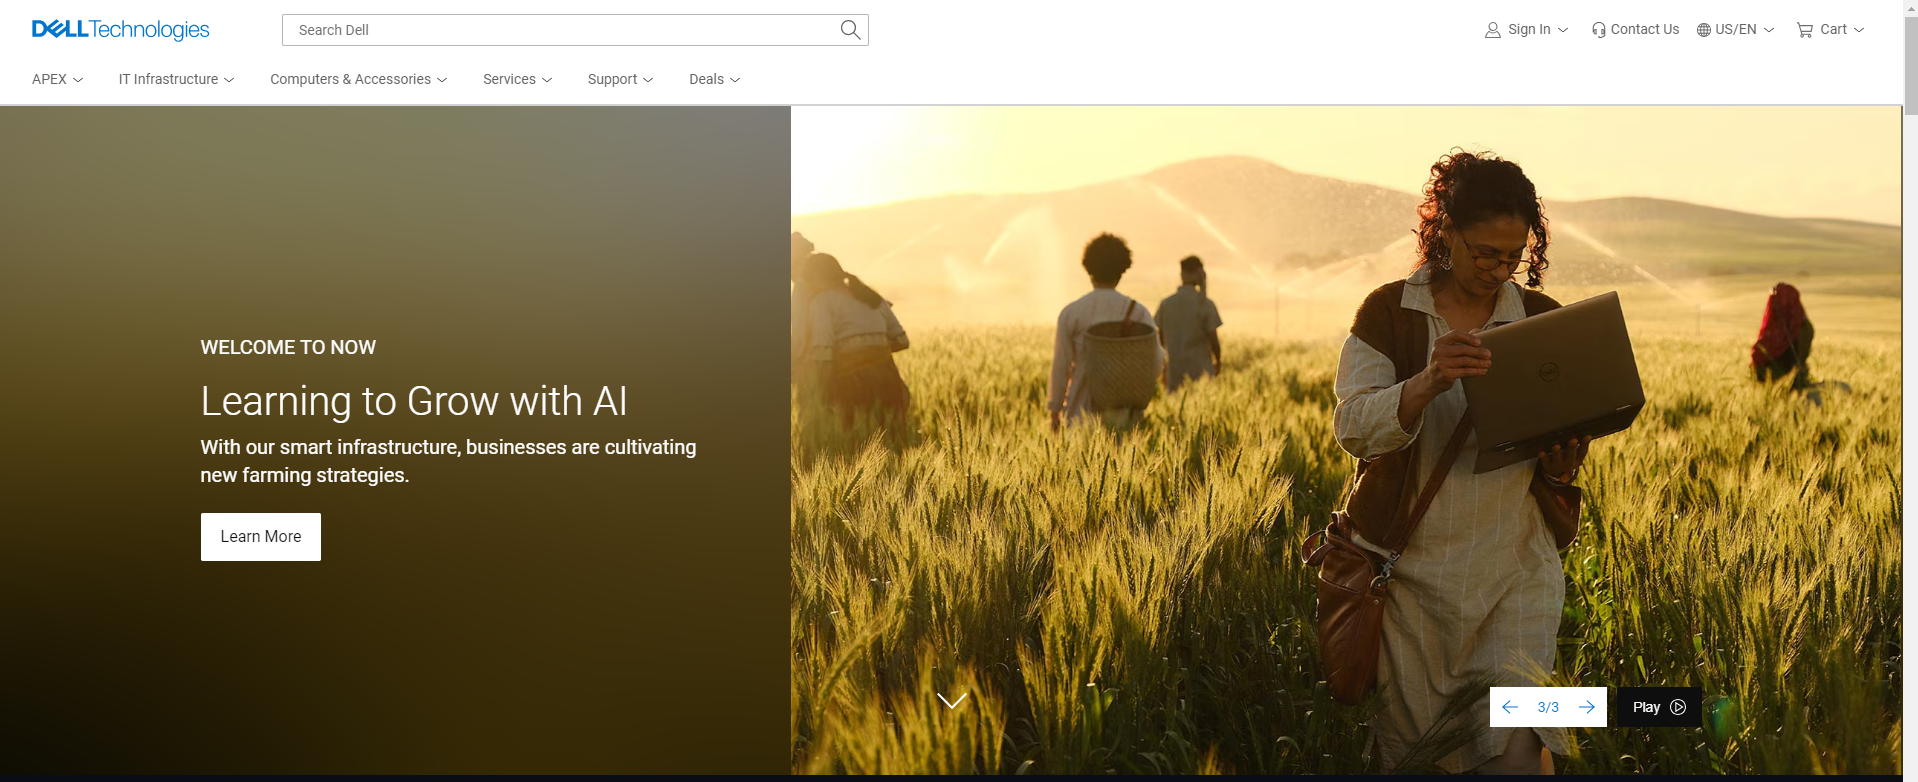 DELLTechnologies
Search Dell
Sign In
Contact Us
US/EN
Cart
APEX
IT Infrastructure
Computers & Accessories
Services
Support
Deals
WELCOME TO NOW
Learning to Grow with AI
With our smart infrastructure, businesses are cultivating
new farming strategies.
Learn More
3/3
Play